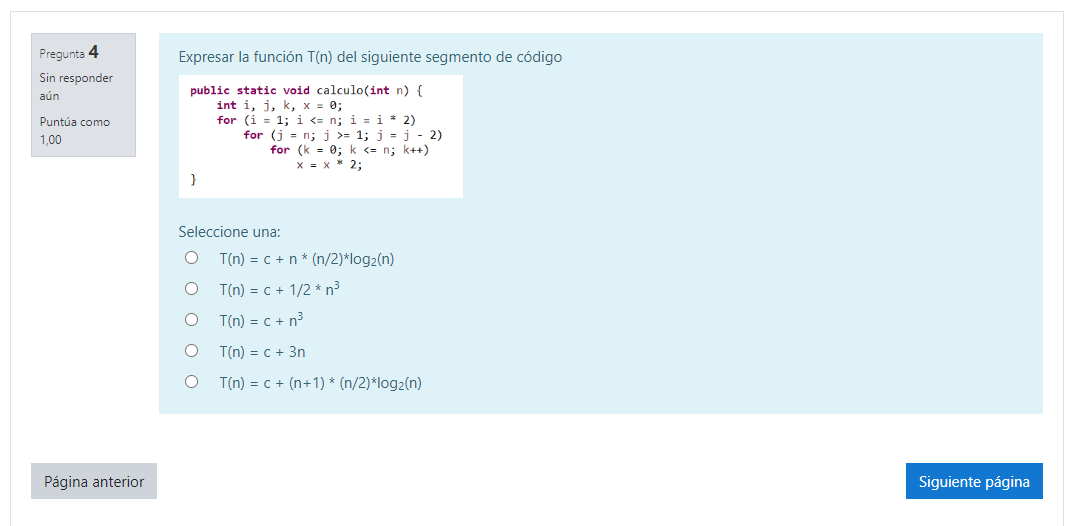 Pregunta 4
Sin responder
aún
Puntúa como
1,00
Expresar la función T(n) del siguiente segmento de código
public static void calculo(int n) {
    int i, j, k, x = 0;
    for (i = 1; i <= n; i = i * 2)
        for (j = n; j >= 1; j = j - 2)
            for (k = 0; k <= n; k++)
                x = x * 2;
}
Seleccione una:
T(n) = c + n * (n/2)*log₂(n)
T(n) = c + 1/2 * n³
T(n) = c + n³
T(n) = c + 3n
T(n) = c + (n+1) * (n/2)*log₂(n)
Página anterior
Siguiente página